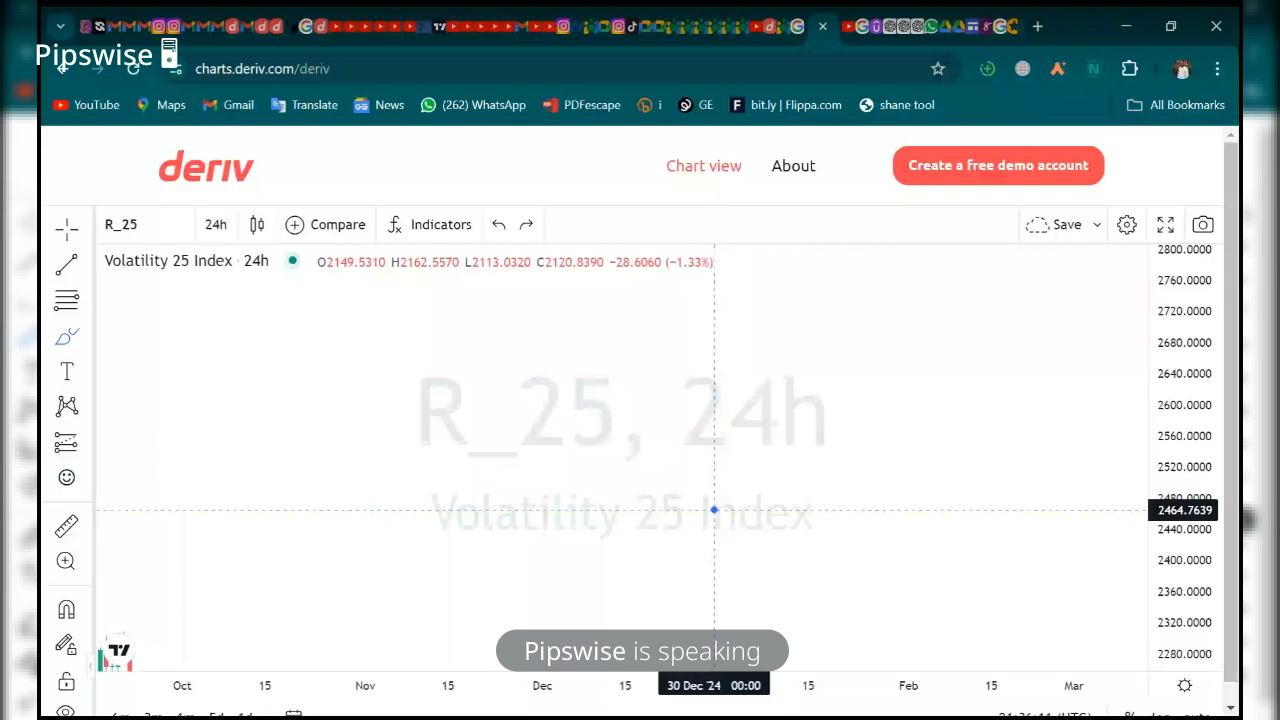 Pipswise
charts.deriv.com/deriv
YouTube Maps Gmail Translate News (262) WhatsApp PDFescape i GE bit.ly | Flippa.com shane tool All Bookmarks
deriv
Chart view About Create a free demo account
R_25 24h Compare Indicators Save
Volatility 25 Index · 24h O2149.5310 H2162.5570 L2113.0320 C2120.8390 −28.6060 (−1.33%)
2800.0000
2760.0000
2720.0000
2680.0000
2640.0000
2600.0000
2560.0000
2520.0000
2480.0000
2464.7639
2440.0000
2400.0000
2360.0000
2320.0000
2280.0000
R_25, 24h
Volatility 25 Index
Pipswise is speaking
Oct 15 Nov 15 Dec 15 30 Dec '24 00:00 15 Feb 15 Mar